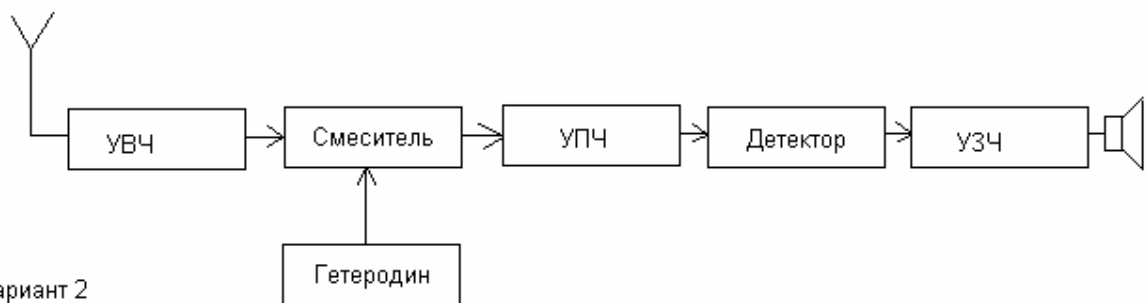 УВЧ
Смеситель
УПЧ
Детектор
УЗЧ
Гетеродин
ариант 2